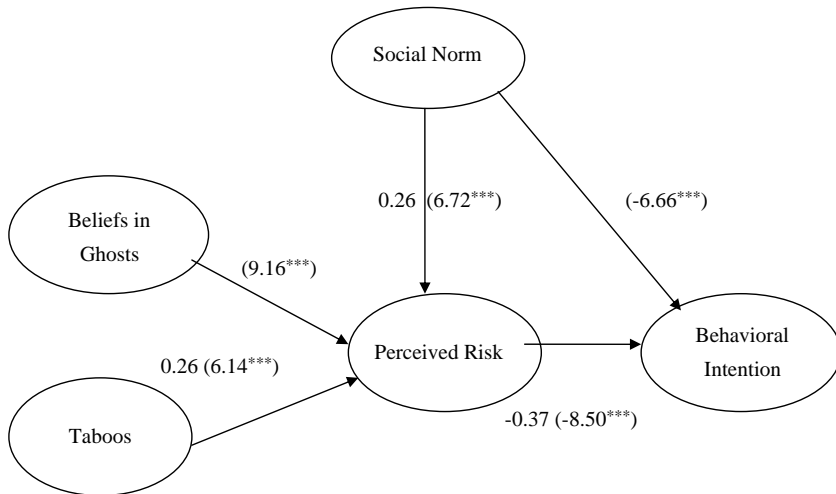 Social Norm
0.26 (6.72***)
(-6.66***)
Beliefs in
Ghosts
(9.16***)
Perceived Risk
Behavioral
Intention
0.26 (6.14***)
-0.37 (-8.50***)
Taboos